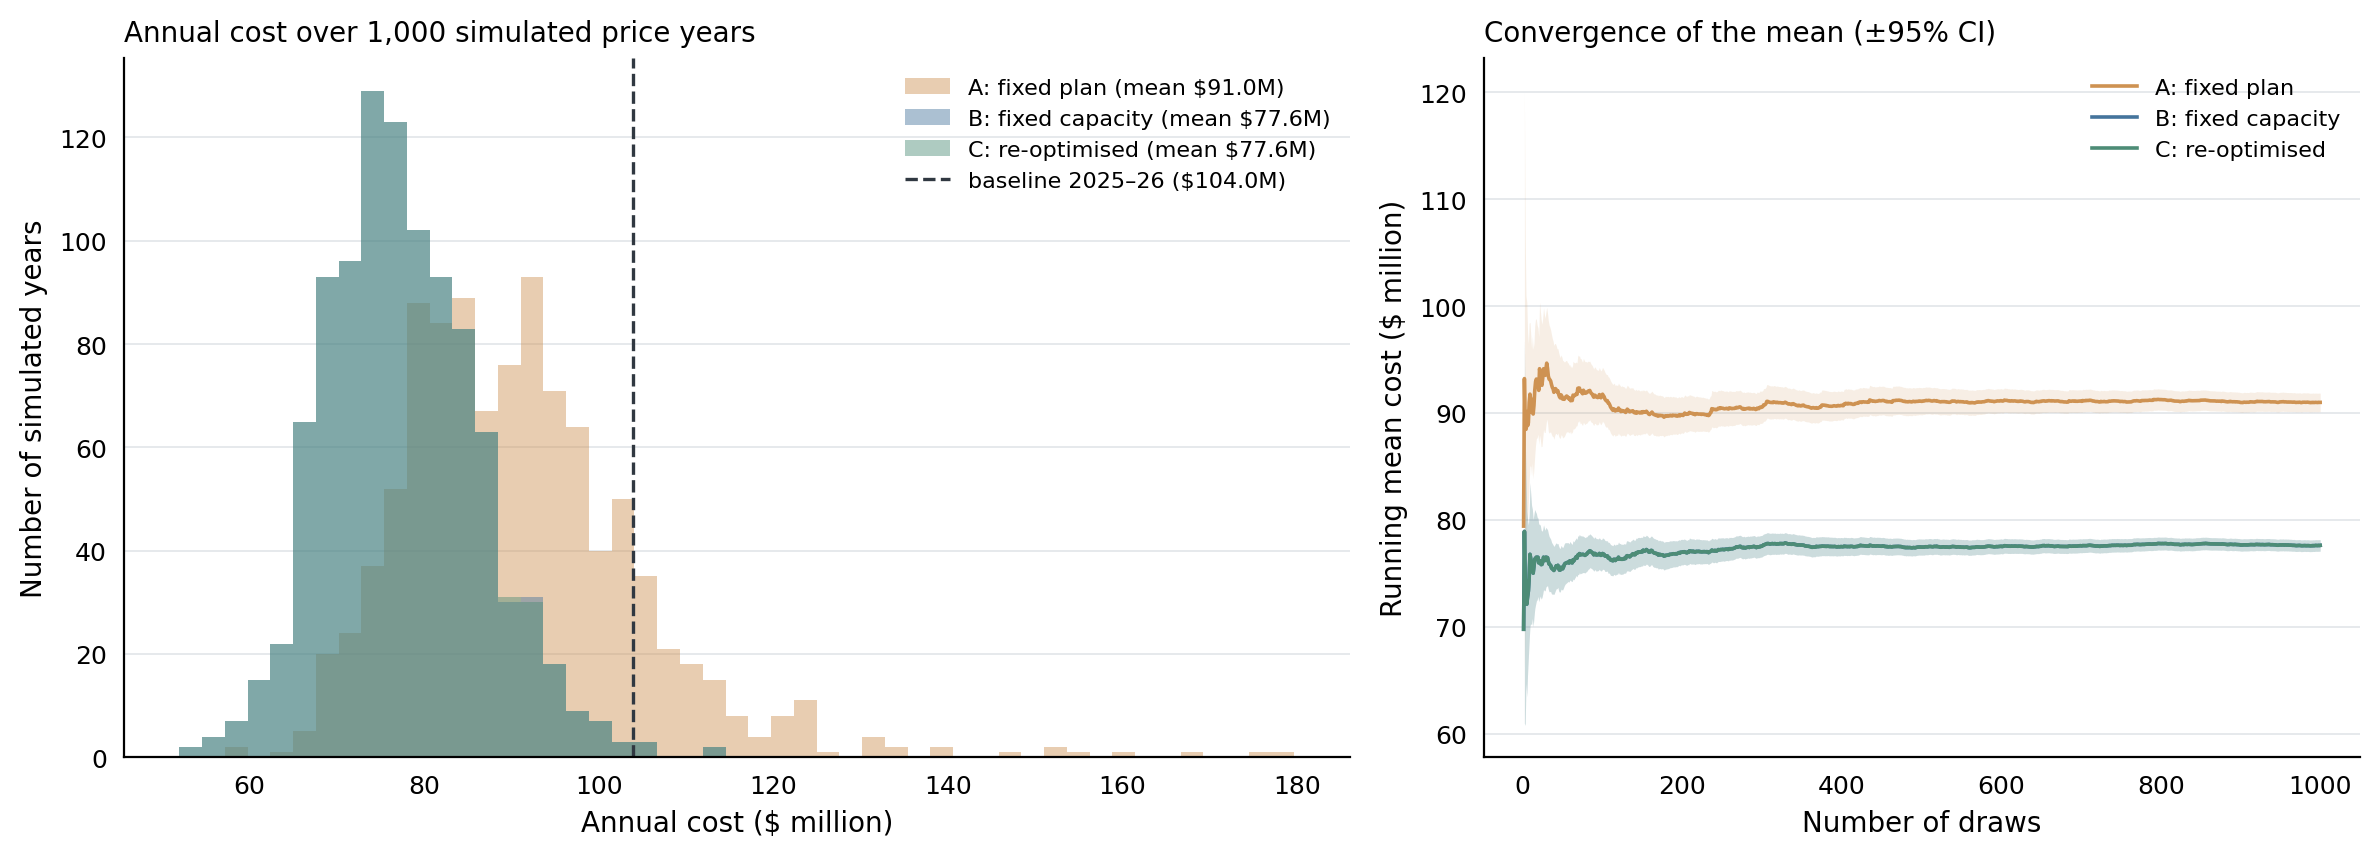 Annual cost over 1,000 simulated price years
Number of simulated years
120
100
80
60
40
20
0
A: fixed plan (mean $91.0M)
B: fixed capacity (mean $77.6M)
C: re-optimised (mean $77.6M)
baseline 2025–26 ($104.0M)
60 80 100 120 140 160 180
Annual cost ($ million)
Convergence of the mean (±95% CI)
Running mean cost ($ million)
120
110
100
90
80
70
60
A: fixed plan
B: fixed capacity
C: re-optimised
0 200 400 600 800 1000
Number of draws